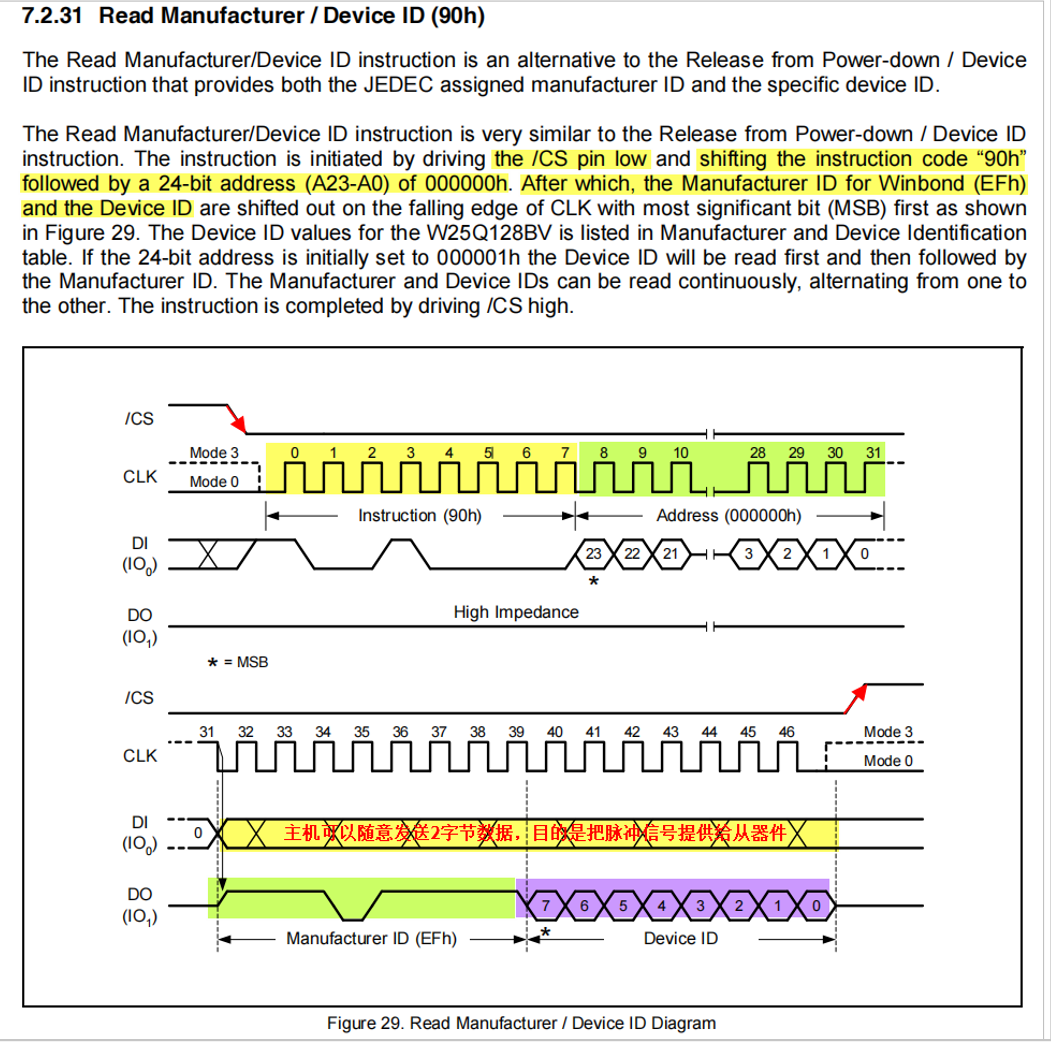 7.2.31 Read Manufacturer / Device ID (90h)
The Read Manufacturer/Device ID instruction is an alternative to the Release from Power-down / Device
ID instruction that provides both the JEDEC assigned manufacturer ID and the specific device ID.
The Read Manufacturer/Device ID instruction is very similar to the Release from Power-down / Device ID
instruction. The instruction is initiated by driving the /CS pin low and shifting the instruction code “90h”
followed by a 24-bit address (A23-A0) of 000000h. After which, the Manufacturer ID for Winbond (EFh)
and the Device ID are shifted out on the falling edge of CLK with most significant bit (MSB) first as shown
in Figure 29. The Device ID values for the W25Q128BV is listed in Manufacturer and Device Identification
table. If the 24-bit address is initially set to 000001h the Device ID will be read first and then followed by
the Manufacturer ID. The Manufacturer and Device IDs can be read continuously, alternating from one to
the other. The instruction is completed by driving /CS high.
/CS
Mode 3 0 1 2 3 4 5 6 7 8 9 10 28 29 30 31
CLK Mode 0
Instruction (90h) Address (000000h)
DI
(IO0) 23 22 21 3 2 1 0
*
High Impedance
DO
(IO1)
* = MSB
/CS
31 32 33 34 35 36 37 38 39 40 41 42 43 44 45 46 Mode 3
CLK Mode 0
DI
(IO0) 0 主机可以随意发送2字节数据，目的是把脉冲信号提供给从器件
DO
(IO1) 7 6 5 4 3 2 1 0
*
Manufacturer ID (EFh) Device ID
Figure 29. Read Manufacturer / Device ID Diagram